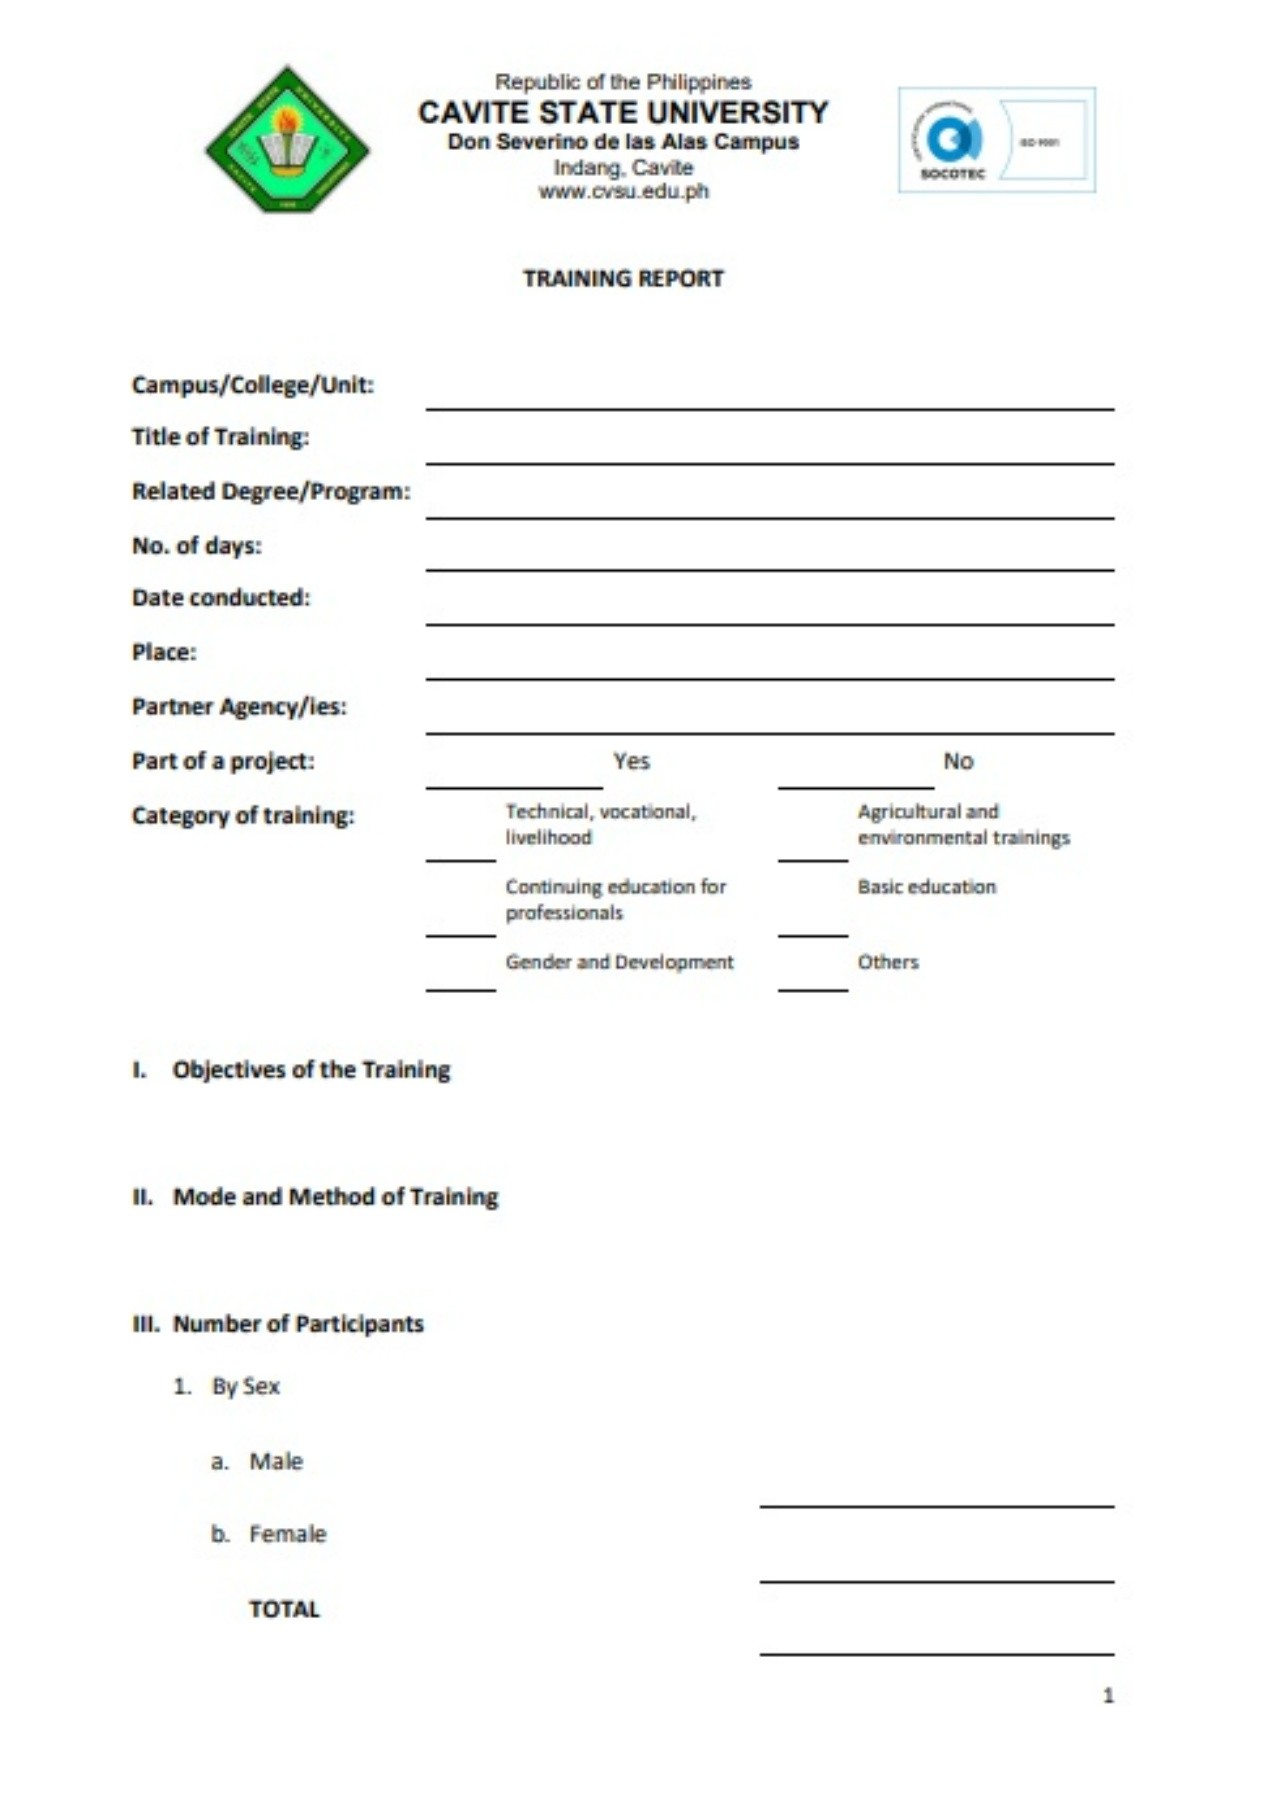 Republic of the Philippines
CAVITE STATE UNIVERSITY
Don Severino de las Alas Campus
Indang, Cavite
www.cvsu.edu.ph
SOCOTEC
ISO 9001
TRAINING REPORT
Campus/College/Unit:
Title of Training:
Related Degree/Program:
No. of days:
Date conducted:
Place:
Partner Agency/ies:
Part of a project: Yes No
Category of training:
Technical, vocational,
livelihood
Agricultural and
environmental trainings
Continuing education for
professionals
Basic education
Gender and Development
Others
I. Objectives of the Training
II. Mode and Method of Training
III. Number of Participants
1. By Sex
a. Male
b. Female
TOTAL
1